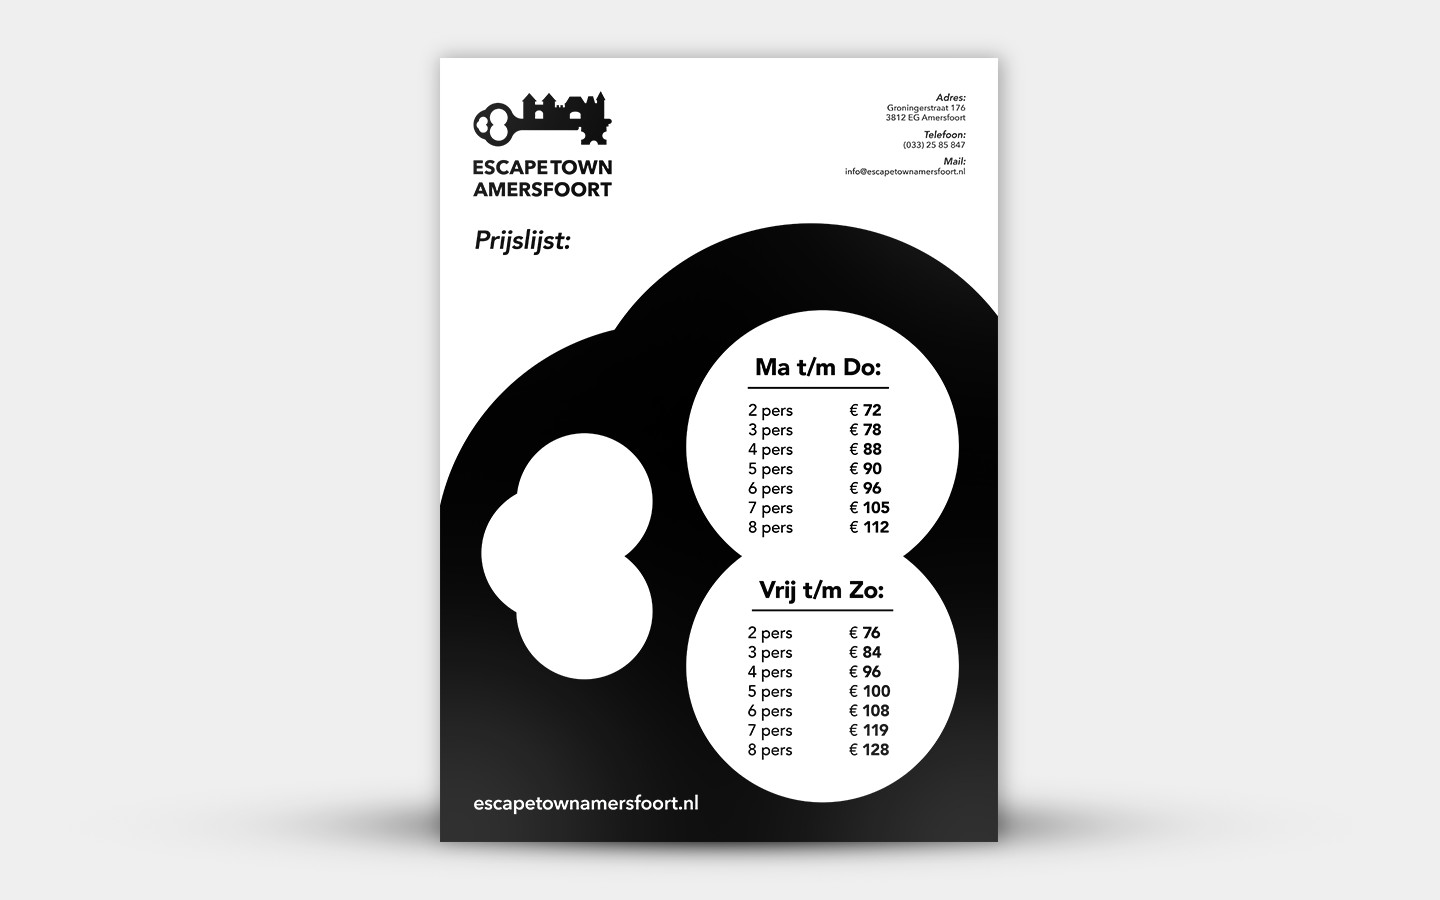 ESCAPE TOWN
AMERSFOORT
Adres:
Groningerstraat 176
3812 EG Amersfoort
Telefoon:
(033) 25 85 847
Mail:
info@escapetownamersfoort.nl
Prijslijst:
Ma t/m Do:
2 pers € 72
3 pers € 78
4 pers € 88
5 pers € 90
6 pers € 96
7 pers € 105
8 pers € 112
Vrij t/m Zo:
2 pers € 76
3 pers € 84
4 pers € 96
5 pers € 100
6 pers € 108
7 pers € 119
8 pers € 128
escapetownamersfoort.nl